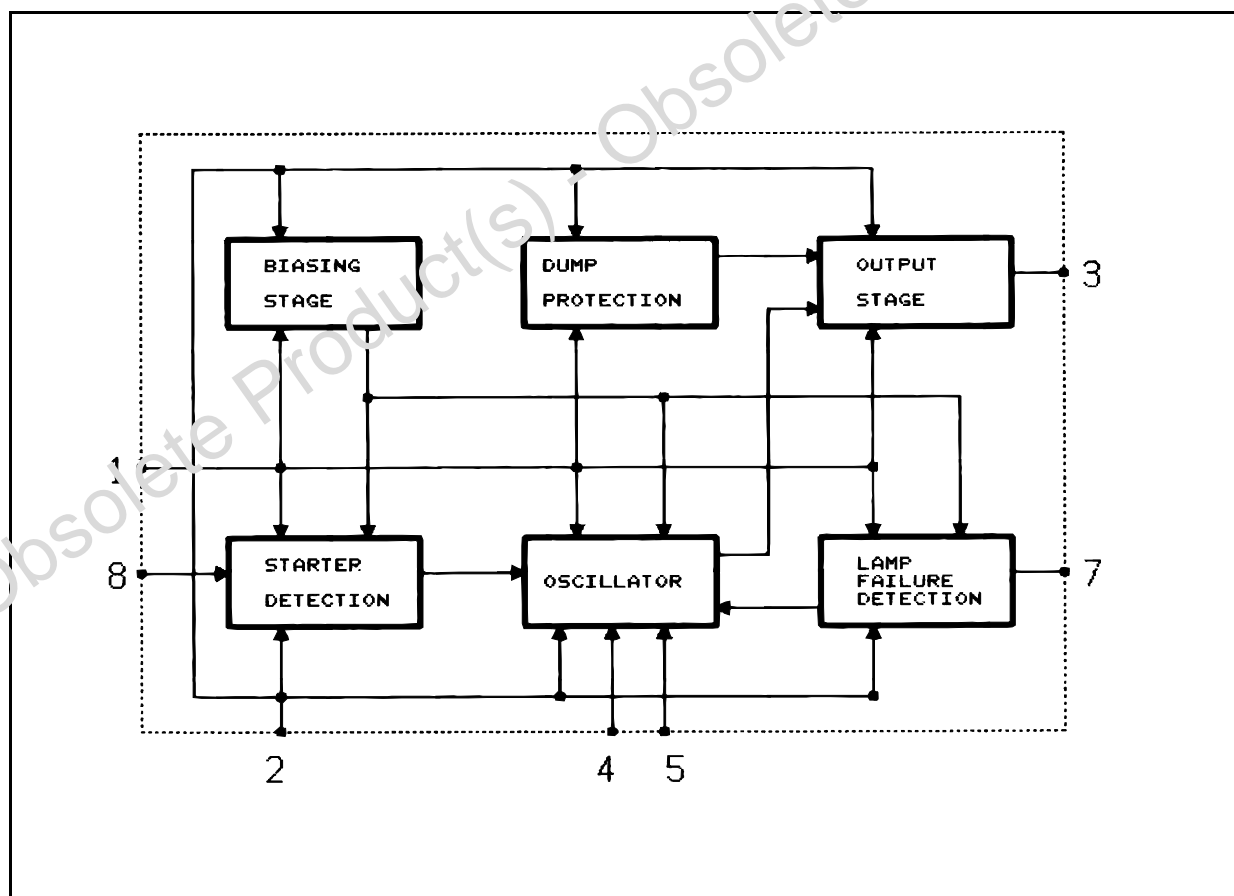 Obsolete Product(s) - Obsolete
BIASING
STAGE
DUMP
PROTECTION
OUTPUT
STAGE
3
1
8
STARTER
DETECTION
OSCILLATOR
LAMP
FAILURE
DETECTION
7
2
4
5